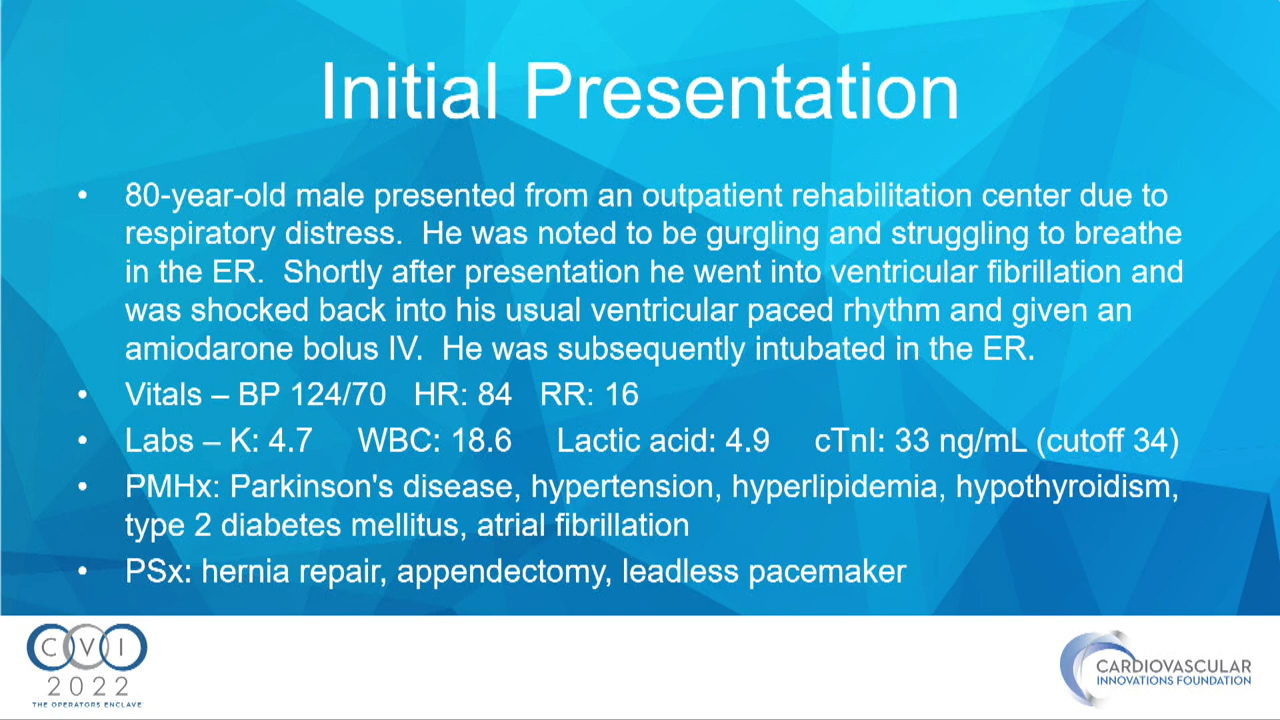 Initial Presentation
• 80-year-old male presented from an outpatient rehabilitation center due to
respiratory distress.  He was noted to be gurgling and struggling to breathe
in the ER.  Shortly after presentation he went into ventricular fibrillation and
was shocked back into his usual ventricular paced rhythm and given an
amiodarone bolus IV.  He was subsequently intubated in the ER.
• Vitals – BP 124/70   HR: 84   RR: 16
• Labs – K: 4.7     WBC: 18.6     Lactic acid: 4.9     cTnI: 33 ng/mL (cutoff 34)
• PMHx: Parkinson's disease, hypertension, hyperlipidemia, hypothyroidism,
type 2 diabetes mellitus, atrial fibrillation
• PSx: hernia repair, appendectomy, leadless pacemaker
CVI
2022
THE OPERATORS ENCLAVE
CARDIOVASCULAR
INNOVATIONS FOUNDATION